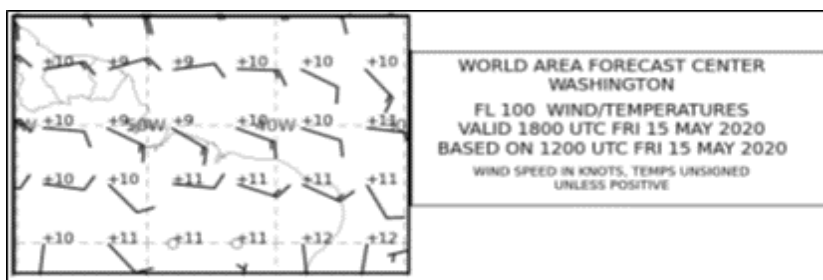 +10 +9 +9 +10 +10 +10
+10 +9 +9 +10 +10 +11
50W 40W
+10 +10 +11 +11 +11 +11
+10 +11 +11 +11 +12 +12
WORLD AREA FORECAST CENTER
WASHINGTON
FL 100 WIND/TEMPERATURES
VALID 1800 UTC FRI 15 MAY 2020
BASED ON 1200 UTC FRI 15 MAY 2020
WIND SPEED IN KNOTS, TEMPS UNSIGNED
UNLESS POSITIVE